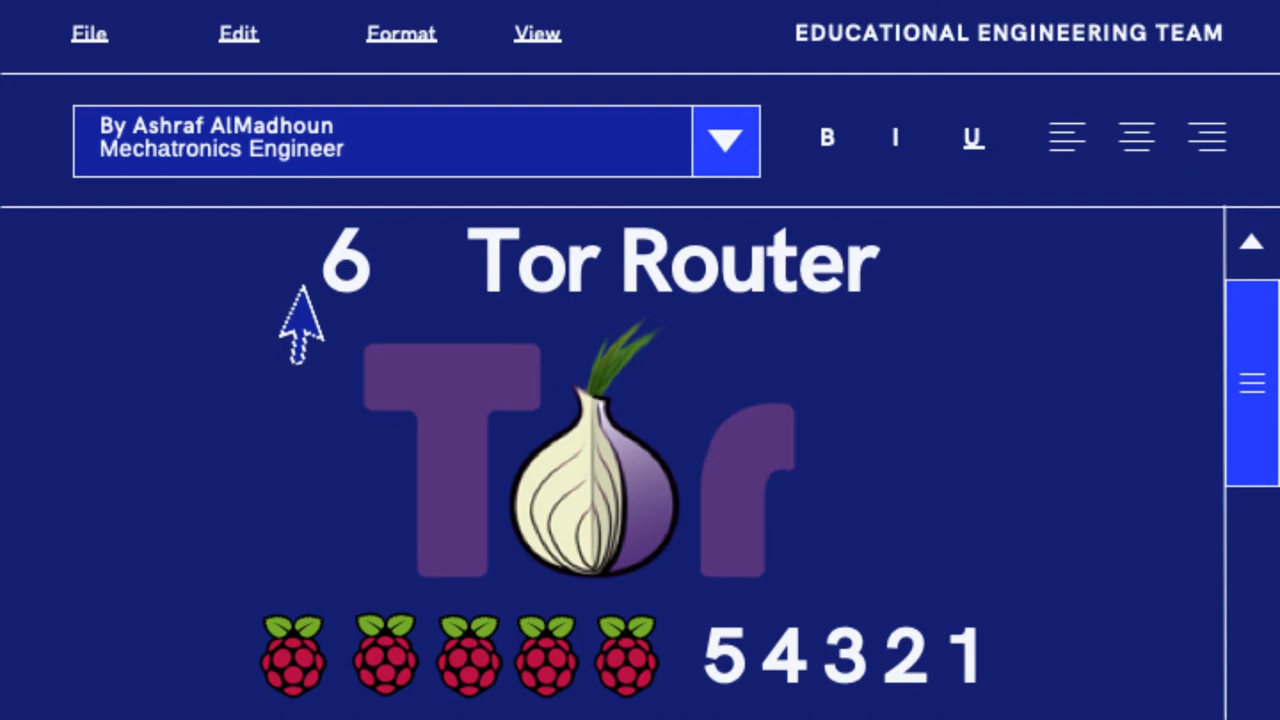 File Edit Format View EDUCATIONAL ENGINEERING TEAM
By Ashraf AlMadhoun
Mechatronics Engineer
B I U
6 Tor Router
Tor
5 4 3 2 1